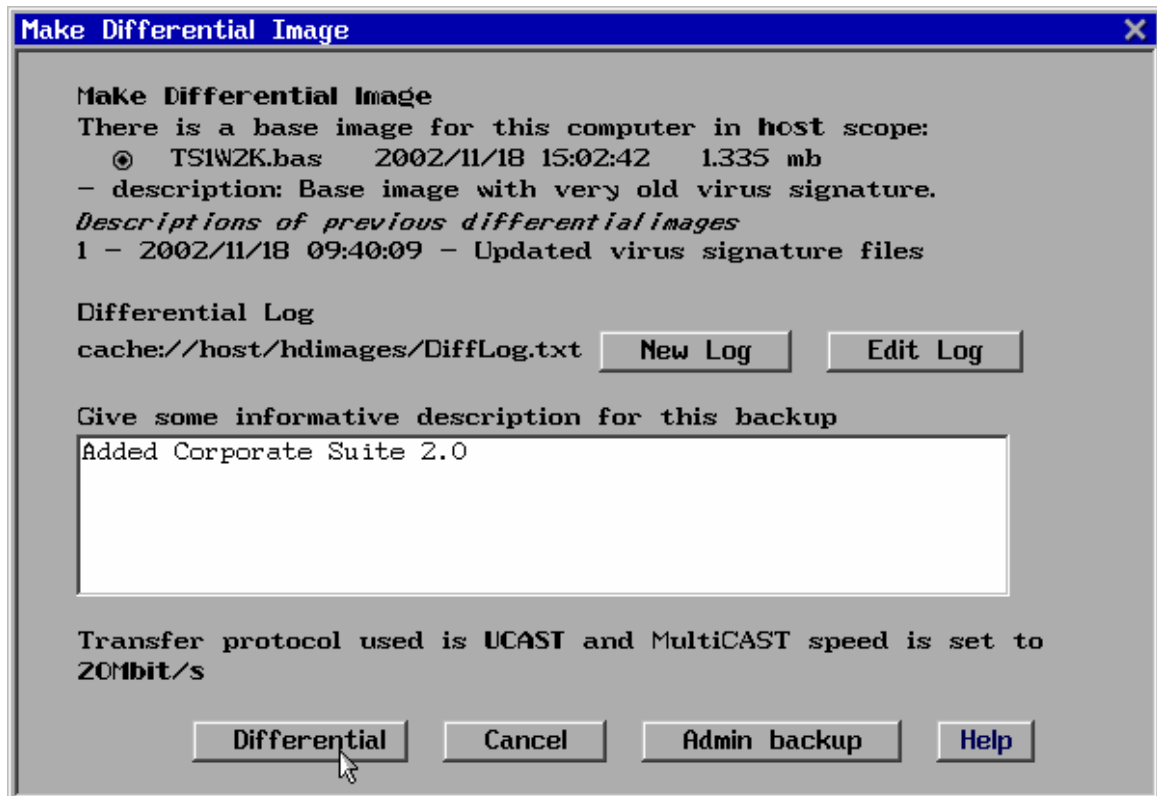 Make Differential Image
Make Differential Image
There is a base image for this computer in host scope:
TS1W2K.bas 2002/11/18 15:02:42 1.335 mb
- description: Base image with very old virus signature.
Descriptions of previous differential images
1 - 2002/11/18 09:40:09 - Updated virus signature files
Differential Log
cache://host/hdimages/DiffLog.txt New Log Edit Log
Give some informative description for this backup
Added Corporate Suite 2.0
Transfer protocol used is UCAST and MultiCAST speed is set to
20Mbit/s
Differential Cancel Admin backup Help